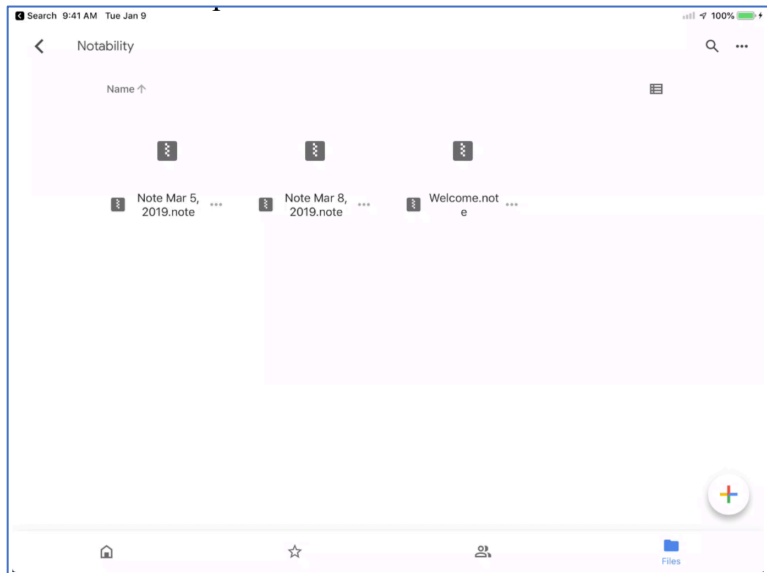 Search 9:41 AM Tue Jan 9 100%
Notability
Name
Note Mar 5, Note Mar 8, Welcome.not
2019.note 2019.note e
Files